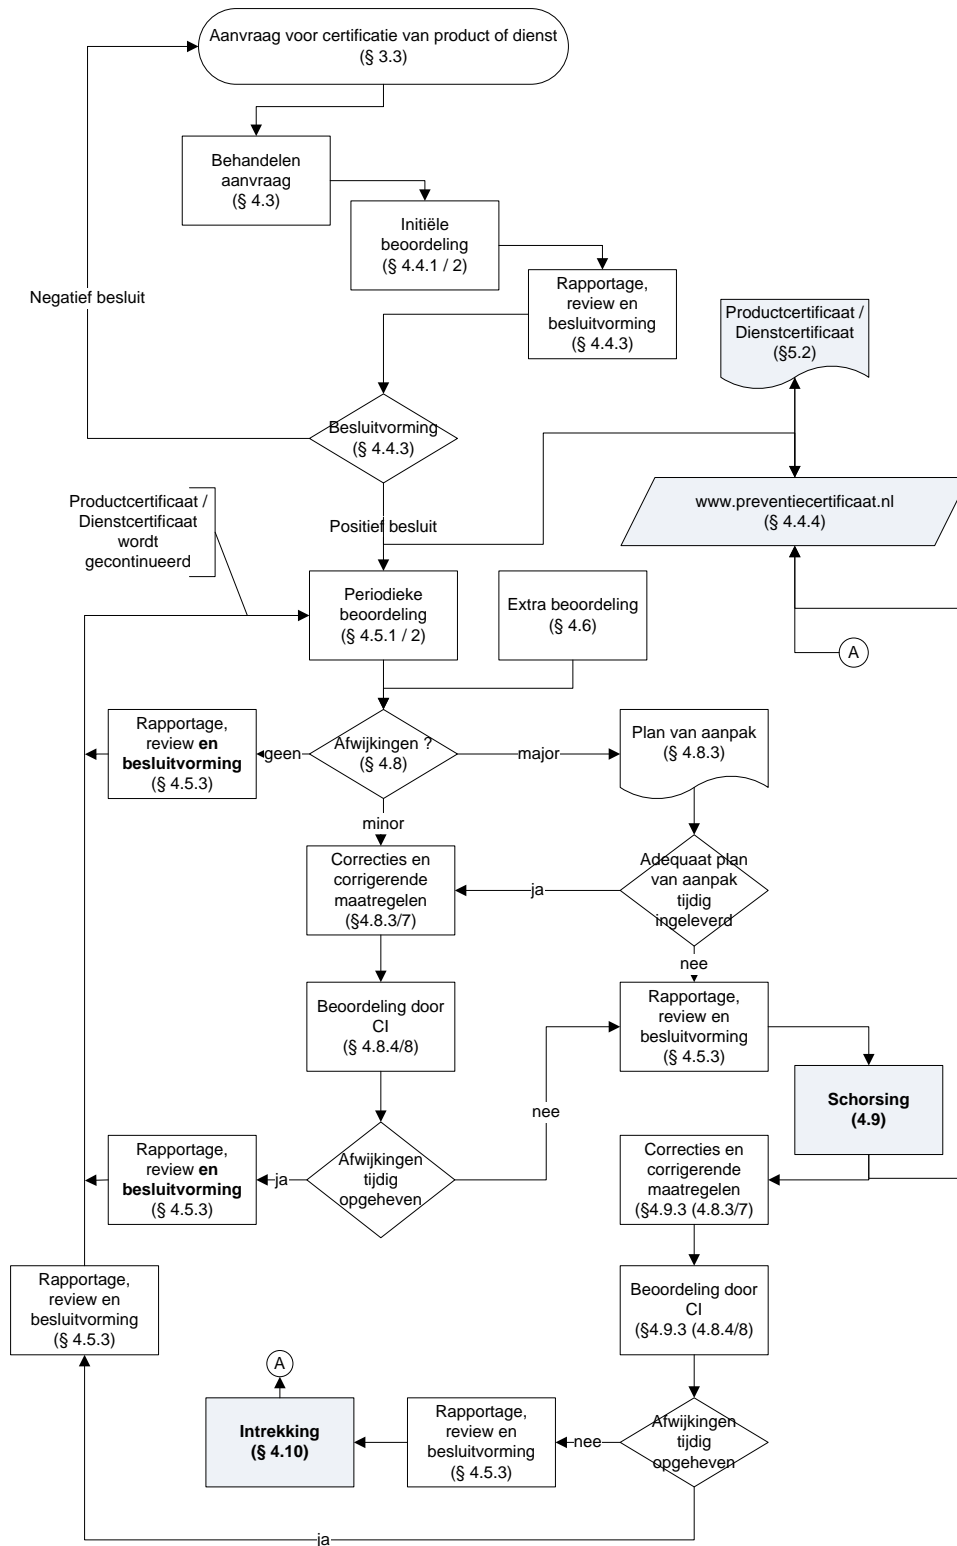 Aanvraag voor certificatie van product of dienst
(§ 3.3)
Behandelen
aanvraag
(§ 4.3)
Initiële
beoordeling
(§ 4.4.1 / 2)
Negatief besluit
Rapportage,
review en
besluitvorming
(§ 4.4.3)
Productcertificaat /
Dienstcertificaat
(§5.2)
Besluitvorming
(§ 4.4.3)
Productcertificaat /
Dienstcertificaat
wordt
gecontinueerd
Positief besluit
www.preventiecertificaat.nl
(§ 4.4.4)
Periodieke
beoordeling
(§ 4.5.1 / 2)
Extra beoordeling
(§ 4.6)
A
Rapportage,
review en
besluitvorming
(§ 4.5.3)
geen
Afwijkingen ?
(§ 4.8)
major
Plan van aanpak
(§ 4.8.3)
minor
Correcties en
corrigerende
maatregelen
(§4.8.3/7)
ja
Adequaat plan
van aanpak
tijdig
ingeleverd
nee
Beoordeling door
CI
(§ 4.8.4/8)
Rapportage,
review en
besluitvorming
(§ 4.5.3)
nee
Schorsing
(4.9)
Rapportage,
review en
besluitvorming
(§ 4.5.3)
ja
Afwijkingen
tijdig
opgeheven
Correcties en
corrigerende
maatregelen
(§4.9.3 (4.8.3/7)
Rapportage,
review en
besluitvorming
(§ 4.5.3)
Beoordeling door
CI
(§4.9.3 (4.8.4/8)
A
Intrekking
(§ 4.10)
Rapportage,
review en
besluitvorming
(§ 4.5.3)
nee
Afwijkingen
tijdig
opgeheven
ja